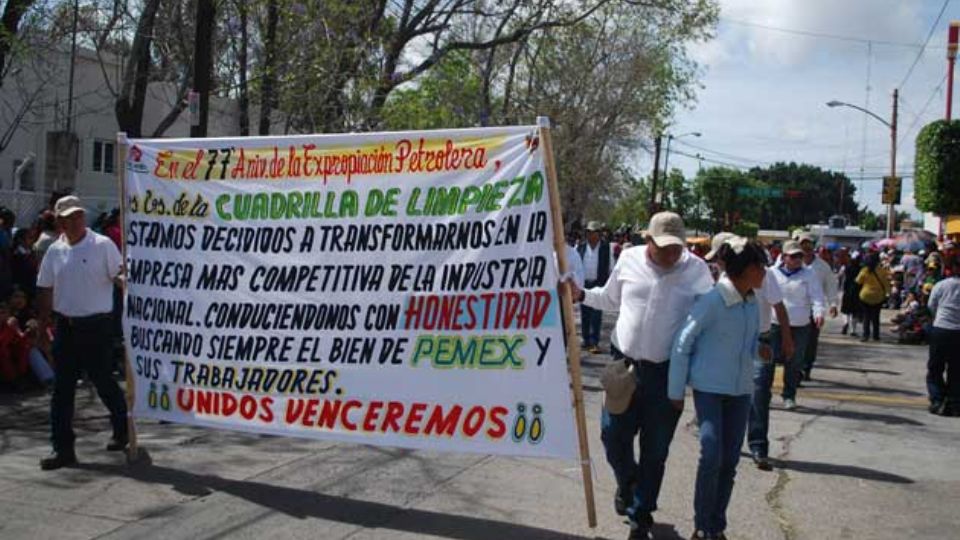 En el 77 Aniv. de la Expropiación Petrolera,
Los Tos. de la CUADRILLA DE LIMPIEZA
ESTAMOS DECIDIDOS A TRANSFORMARNOS EN LA
EMPRESA MAS COMPETITIVA DE LA INDUSTRIA
NACIONAL. CONDUCIENDONOS CON HONESTIDAD
BUSCANDO SIEMPRE EL BIEN DE PEMEX Y
SUS TRABAJADORES.
¡¡ UNIDOS VENCEREMOS ¡¡